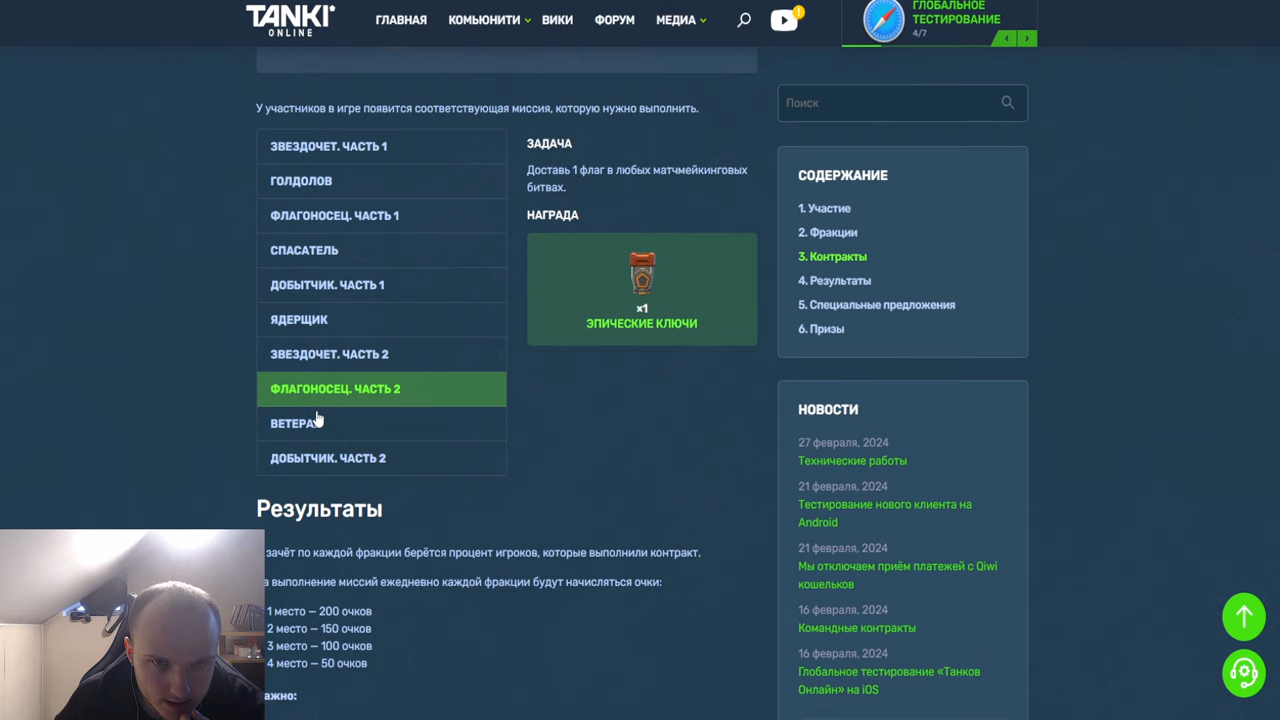 TANKI
ONLINE
ГЛАВНАЯ
КОМЬЮНИТИ
ВИКИ
ФОРУМ
МЕДИА
1
ГЛОБАЛЬНОЕ
ТЕСТИРОВАНИЕ
4/7
У участников в игре появится соответствующая миссия, которую нужно выполнить.
ЗВЕЗДОЧЕТ. ЧАСТЬ 1
ГОЛДОЛОВ
ФЛАГОНОСЕЦ. ЧАСТЬ 1
СПАСАТЕЛЬ
ДОБЫТЧИК. ЧАСТЬ 1
ЯДЕРЩИК
ЗВЕЗДОЧЕТ. ЧАСТЬ 2
ФЛАГОНОСЕЦ. ЧАСТЬ 2
ВЕТЕРА
ДОБЫТЧИК. ЧАСТЬ 2
ЗАДАЧА
Доставь 1 флаг в любых матчмейкинговых
битвах.
НАГРАДА
×1
ЭПИЧЕСКИЕ КЛЮЧИ
Результаты
зачёт по каждой фракции берётся процент игроков, которые выполнили контракт.
а выполнение миссий ежедневно каждой фракции будут начисляться очки:
1 место — 200 очков
2 место — 150 очков
3 место — 100 очков
4 место — 50 очков
ажно:
Поиск
СОДЕРЖАНИЕ
1. Участие
2. Фракции
3. Контракты
4. Результаты
5. Специальные предложения
6. Призы
НОВОСТИ
27 февраля, 2024
Технические работы
21 февраля, 2024
Тестирование нового клиента на
Android
21 февраля, 2024
Мы отключаем приём платежей с Qiwi
кошельков
16 февраля, 2024
Командные контракты
16 февраля, 2024
Глобальное тестирование «Танков
Онлайн» на iOS